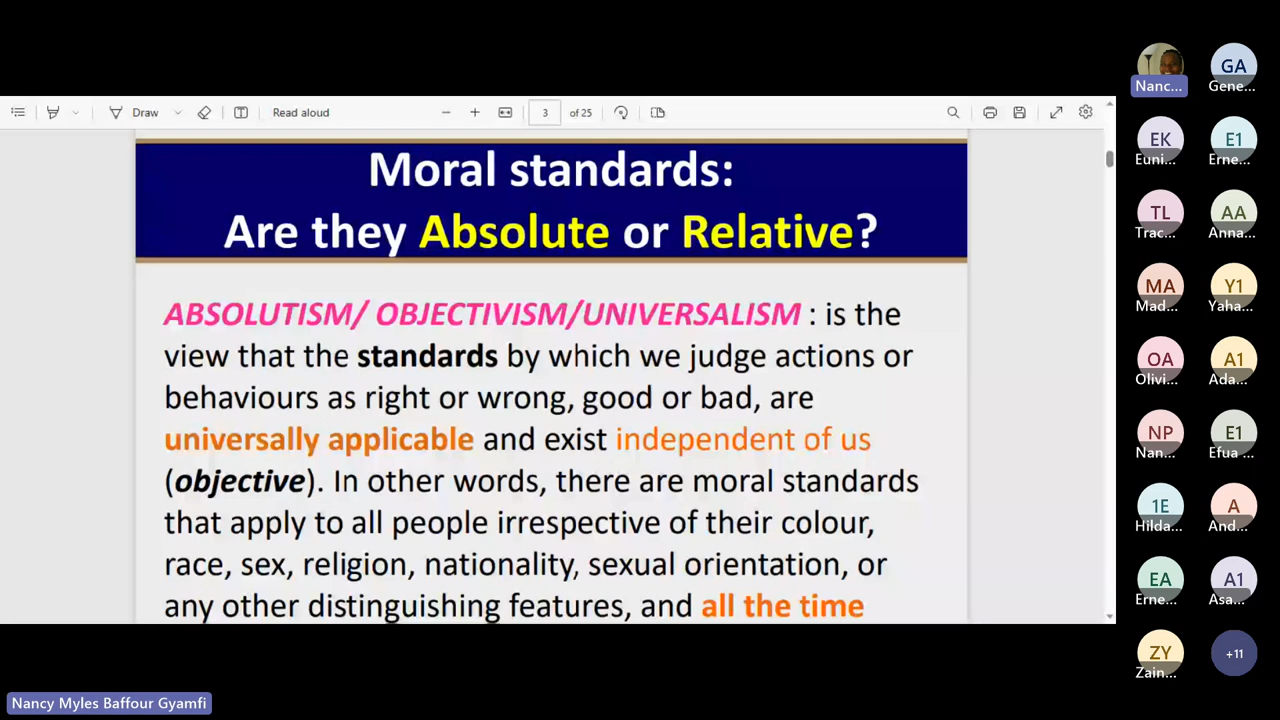 Draw
Read aloud
3 of 25
Moral standards:
Are they Absolute or Relative?
ABSOLUTISM/ OBJECTIVISM/UNIVERSALISM : is the
view that the standards by which we judge actions or
behaviours as right or wrong, good or bad, are
universally applicable and exist independent of us
(objective). In other words, there are moral standards
that apply to all people irrespective of their colour,
race, sex, religion, nationality, sexual orientation, or
any other distinguishing features, and all the time
Nancy Myles Baffour Gyamfi
GA
Nanc...
Gene...
EK
E1
Euni...
Erne...
TL
AA
Trac...
Anna...
MA
Y1
Mad...
Yaha...
OA
A1
Olivi...
Ada...
NP
E1
Nan...
Efua ...
1E
A
Hilda...
And...
EA
A1
Erne...
Asa...
ZY
+11
Zain...